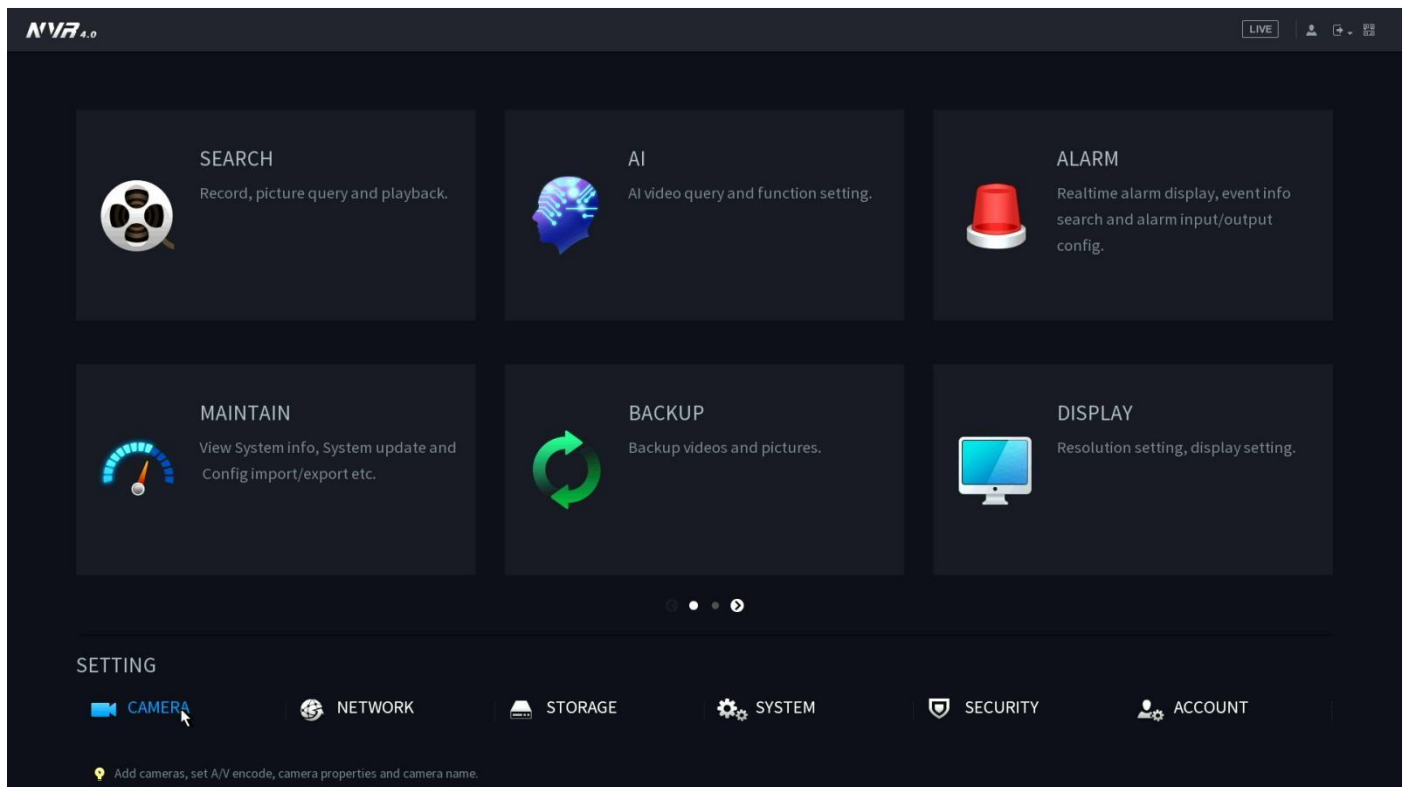 NVR 4.0
LIVE
SEARCH
Record, picture query and playback.
AI
AI video query and function setting.
ALARM
Realtime alarm display, event info
search and alarm input/output
config.
MAINTAIN
View System info, System update and
Config import/export etc.
BACKUP
Backup videos and pictures.
DISPLAY
Resolution setting, display setting.
SETTING
CAMERA
NETWORK
STORAGE
SYSTEM
SECURITY
ACCOUNT
Add cameras, set A/V encode, camera properties and camera name.